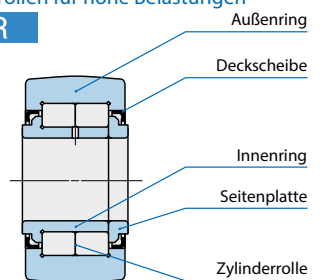 rollen für hohe Belastungen
R
Außenring
Deckscheibe
Innenring
Seitenplatte
Zylinderrolle